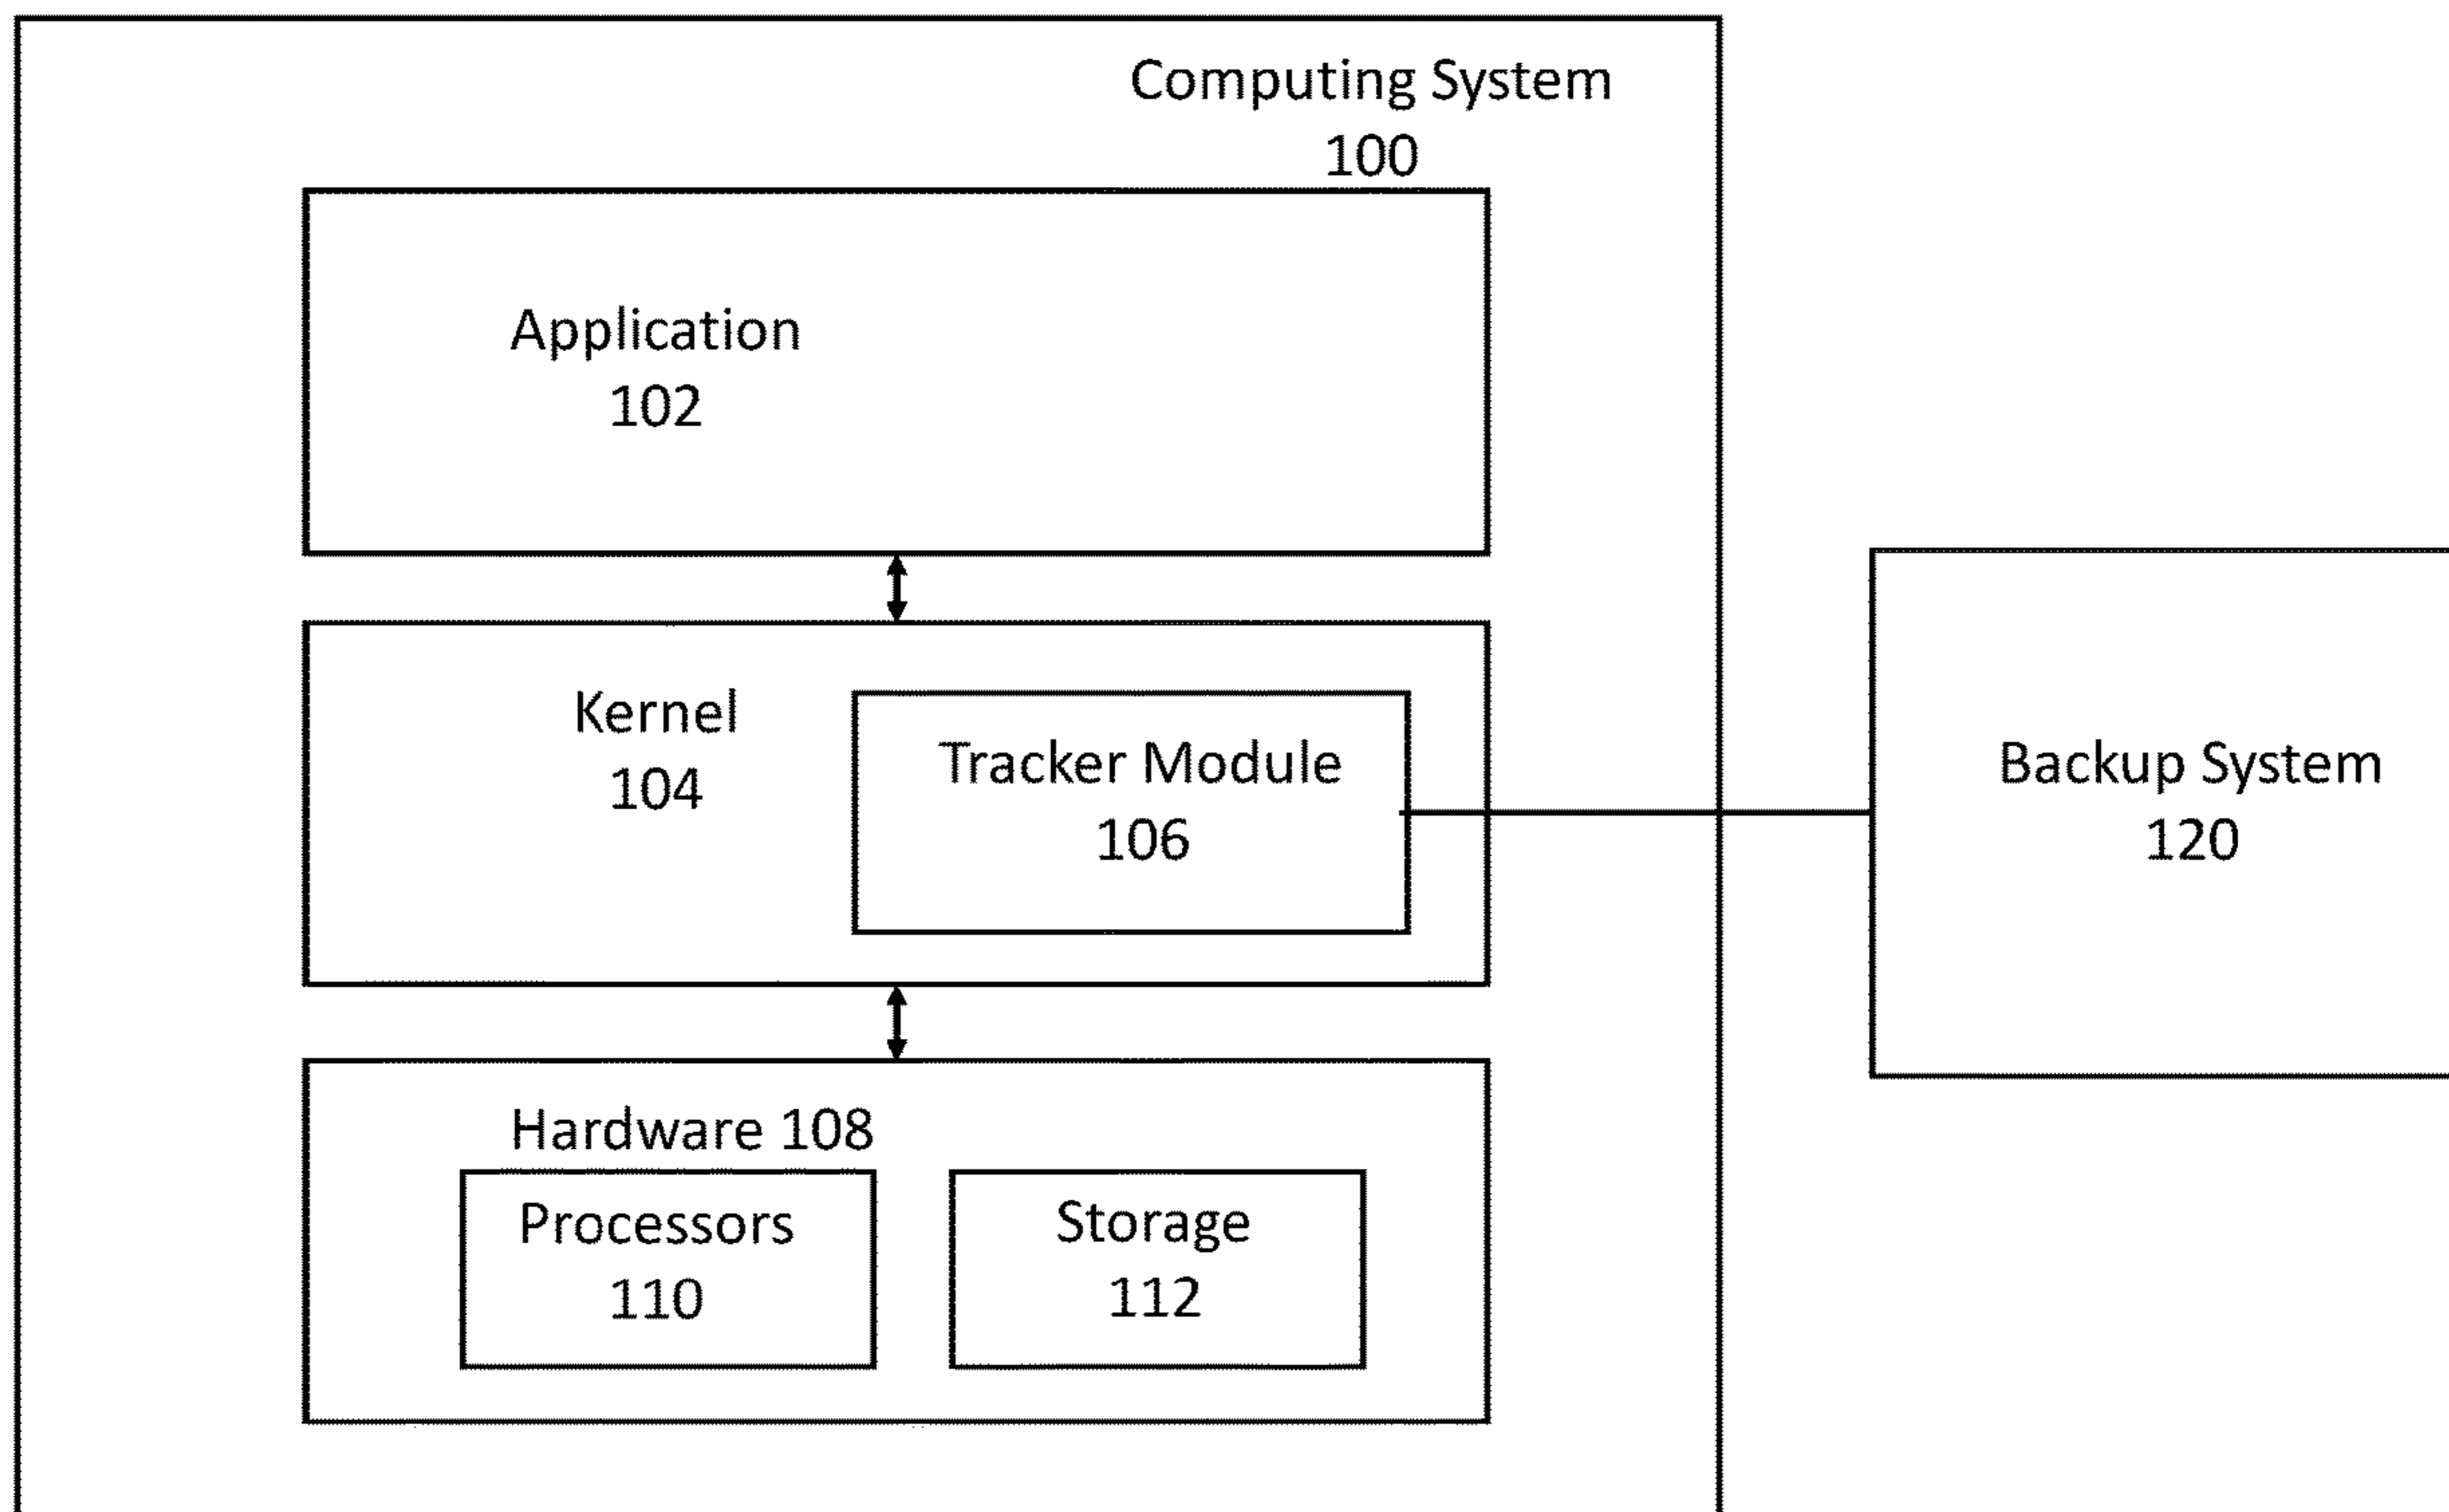 Computing System
100
Application
102
Kernel
104
Tracker Module
106
Backup System
120
Hardware 108
Processors
110
Storage
112